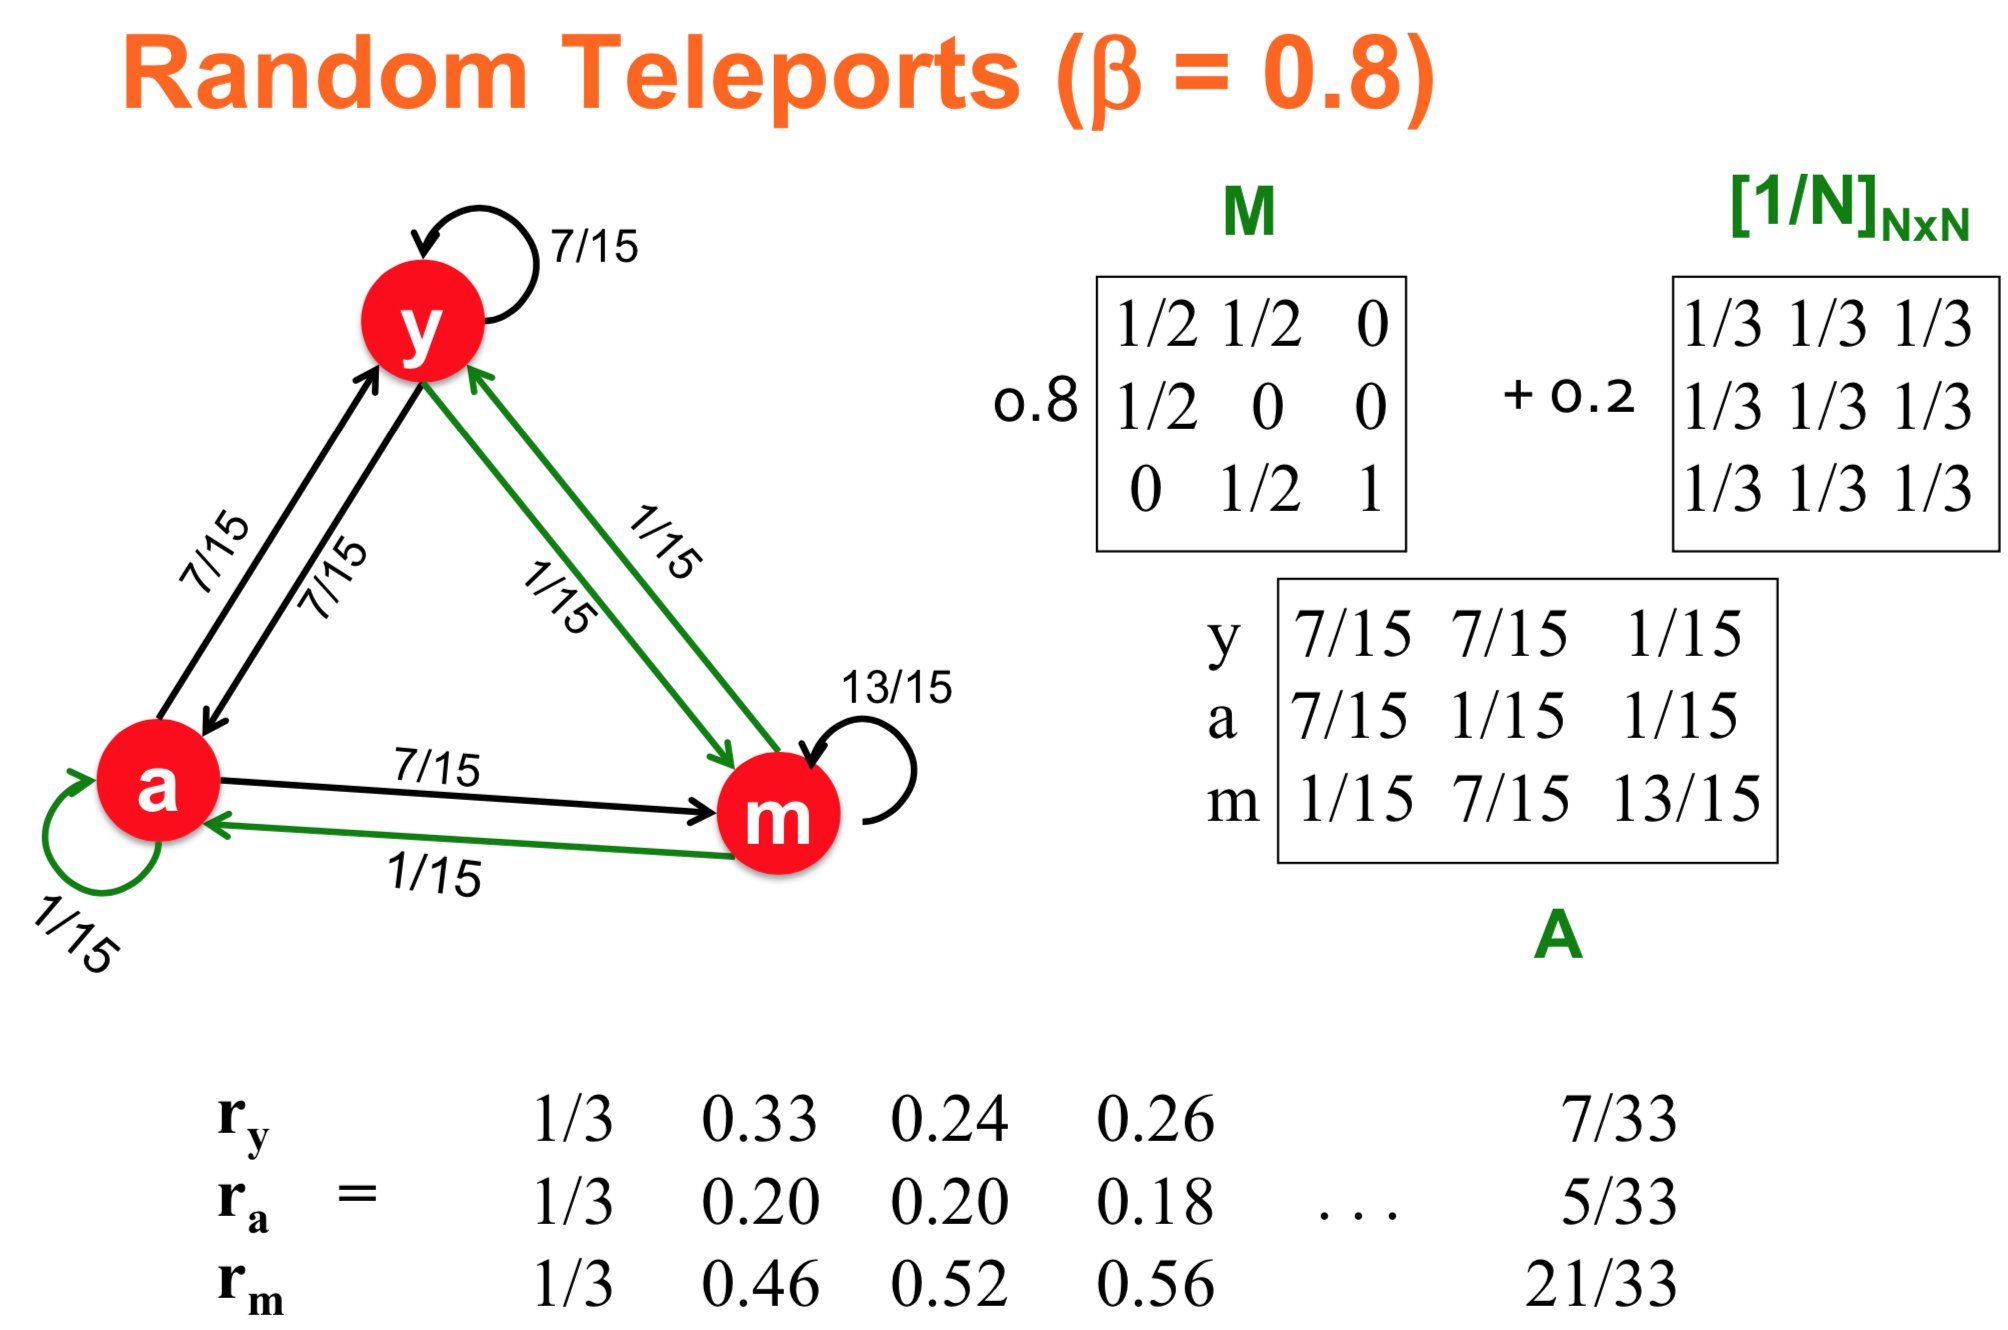 Random Teleports (β = 0.8)
M
[1/N]NxN
7/15
y
1/2 1/2 0
0.8 1/2 0 0
0 1/2 1
1/3 1/3 1/3
+ 0.2 1/3 1/3 1/3
1/3 1/3 1/3
7/15
7/15
1/15
1/15
y 7/15 7/15 1/15
a 7/15 1/15 1/15
m 1/15 7/15 13/15
A
13/15
a
7/15
m
1/15
1/15
ry 1/3 0.33 0.24 0.26 7/33
ra = 1/3 0.20 0.20 0.18 . . . 5/33
rm 1/3 0.46 0.52 0.56 21/33